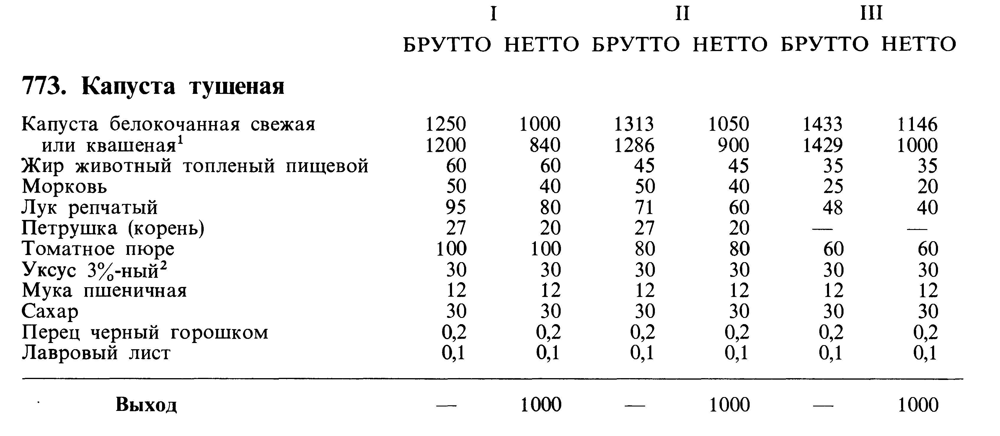 I II III
БРУТТО НЕТТО БРУТТО НЕТТО БРУТТО НЕТТО
773. Капуста тушеная
Капуста белокочанная свежая 1250 1000 1313 1050 1433 1146
или квашеная¹ 1200 840 1286 900 1429 1000
Жир животный топленый пищевой 60 60 45 45 35 35
Морковь 50 40 50 40 25 20
Лук репчатый 95 80 71 60 48 40
Петрушка (корень) 27 20 27 20 — —
Томатное пюре 100 100 80 80 60 60
Уксус 3%-ный² 30 30 30 30 30 30
Мука пшеничная 12 12 12 12 12 12
Сахар 30 30 30 30 30 30
Перец черный горошком 0,2 0,2 0,2 0,2 0,2 0,2
Лавровый лист 0,1 0,1 0,1 0,1 0,1 0,1
Выход — 1000 — 1000 — 1000